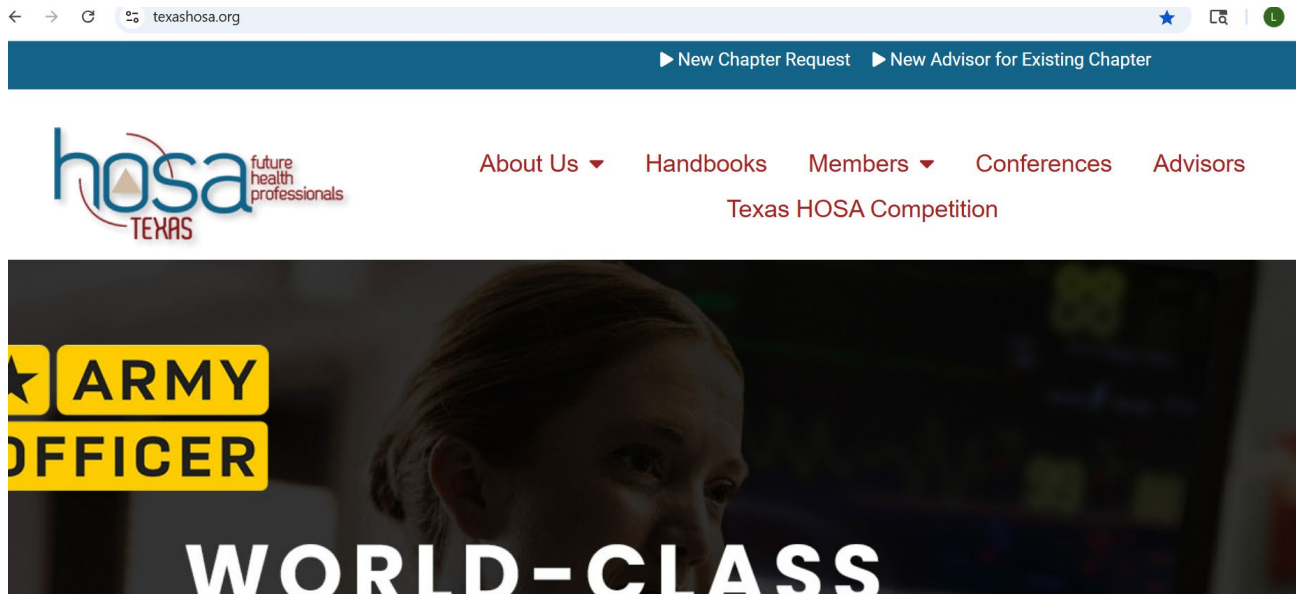 texashosa.org
L
New Chapter Request New Advisor for Existing Chapter
hosa
future
health
professionals
TEXAS
About Us Handbooks Members Conferences Advisors
Texas HOSA Competition
ARMY
OFFICER
WORLD-CLASS